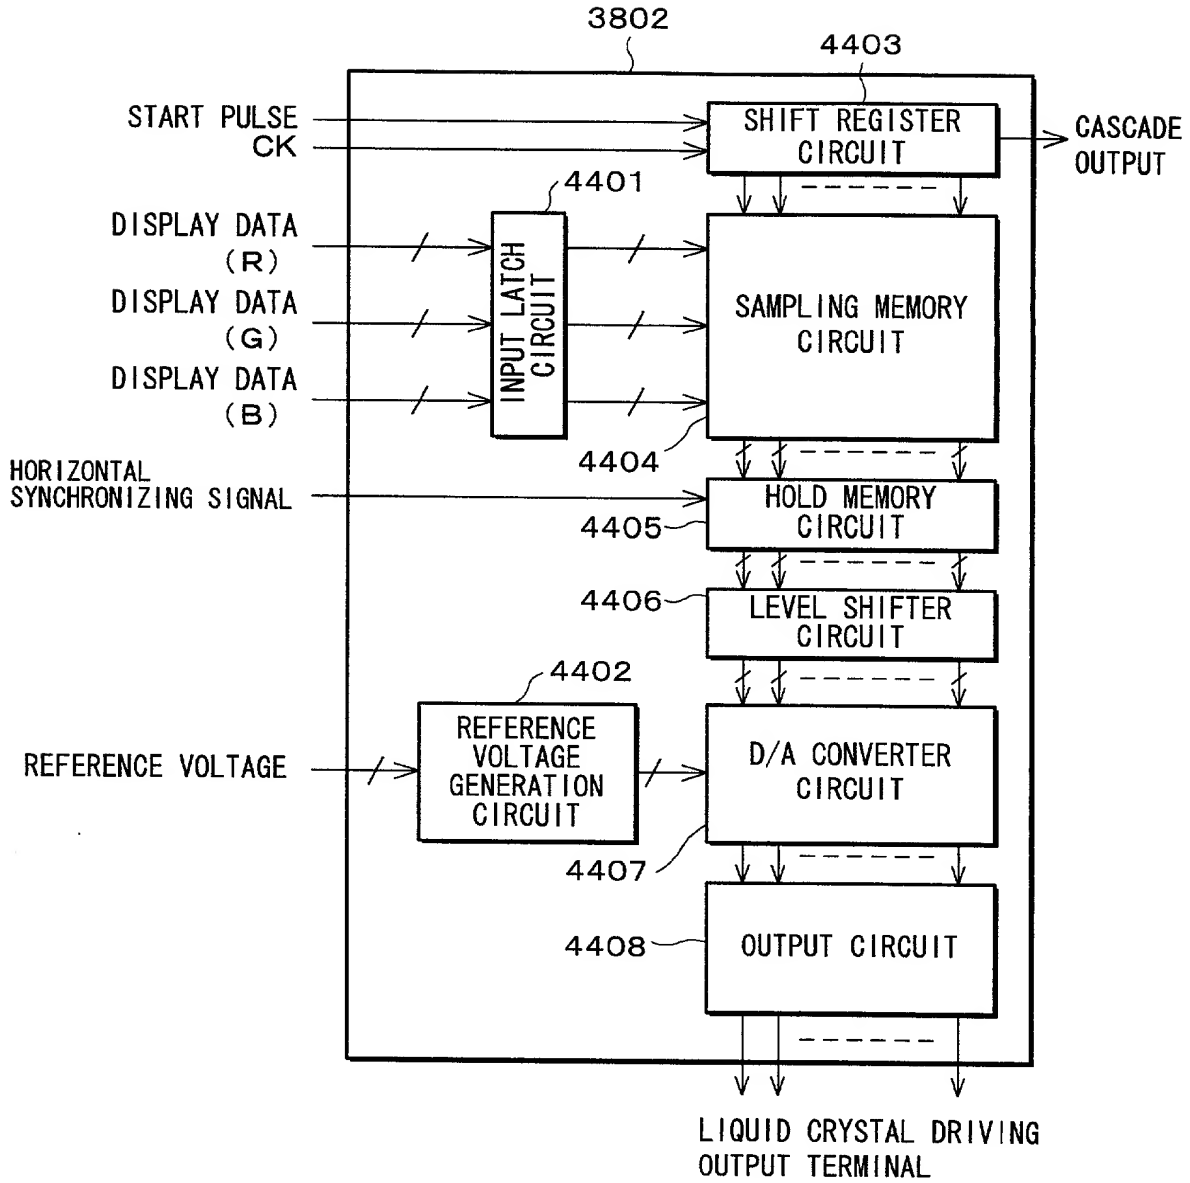 3802
4403
START PULSE
CK
SHIFT REGISTER
CIRCUIT
CASCADE
OUTPUT
4401
DISPLAY DATA
(R)
DISPLAY DATA
(G)
DISPLAY DATA
(B)
INPUT LATCH
CIRCUIT
SAMPLING MEMORY
CIRCUIT
4404
HORIZONTAL
SYNCHRONIZING SIGNAL
HOLD MEMORY
CIRCUIT
4405
4406
LEVEL SHIFTER
CIRCUIT
4402
REFERENCE VOLTAGE
REFERENCE
VOLTAGE
GENERATION
CIRCUIT
D/A CONVERTER
CIRCUIT
4407
4408
OUTPUT CIRCUIT
LIQUID CRYSTAL DRIVING
OUTPUT TERMINAL